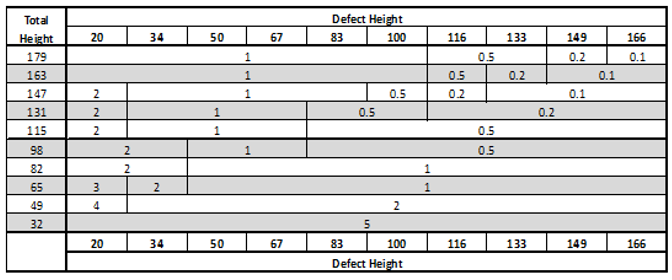 Total Height Defect Height
20 34 50 67 83 100 116 133 149 166
179 1 0.5 0.2 0.1
163 1 0.5 0.2 0.1
147 2 1 0.5 0.2 0.1
131 2 1 0.5 0.2
115 2 1 0.5
98 2 1 0.5
82 2 1
65 3 2 1
49 4 2
32 5
20 34 50 67 83 100 116 133 149 166
Defect Height